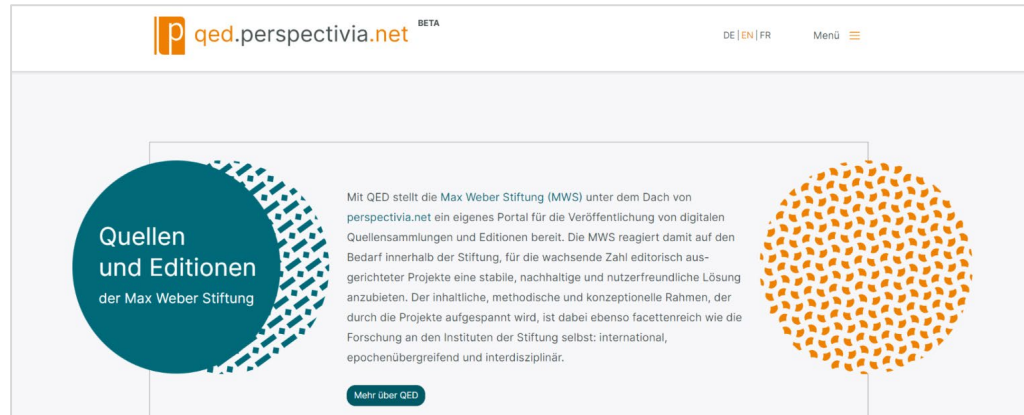 qed.perspectivia.net BETA
DE | EN | FR
Menü
Quellen
und Editionen
der Max Weber Stiftung
Mit QED stellt die Max Weber Stiftung (MWS) unter dem Dach von
perspectivia.net ein eigenes Portal für die Veröffentlichung von digitalen
Quellensammlungen und Editionen bereit. Die MWS reagiert damit auf den
Bedarf innerhalb der Stiftung, für die wachsende Zahl editorisch aus-
gerichteter Projekte eine stabile, nachhaltige und nutzerfreundliche Lösung
anzubieten. Der inhaltliche, methodische und konzeptionelle Rahmen, der
durch die Projekte aufgespannt wird, ist dabei ebenso facettenreich wie die
Forschung an den Instituten der Stiftung selbst: international,
epochenübergreifend und interdisziplinär.
Mehr über QED